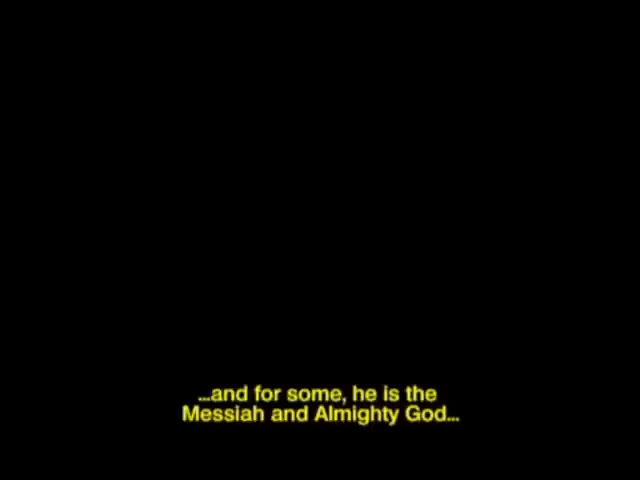 …and for some, he is the
Messiah and Almighty God…